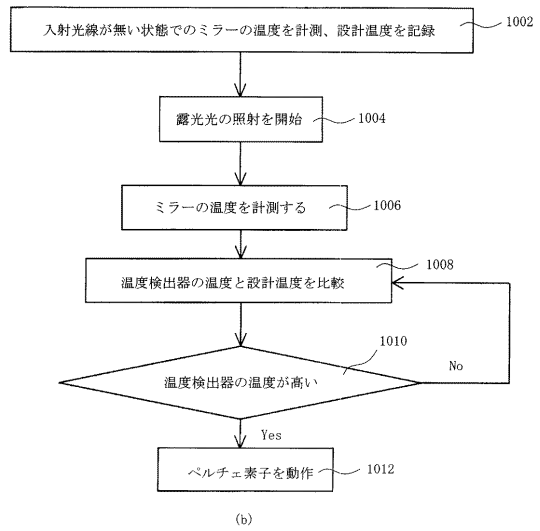 入射光線が無い状態でのミラーの温度を計測、設計温度を記録
1002
露光光の照射を開始
1004
ミラーの温度を計測する
1006
温度検出器の温度と設計温度を比較
1008
温度検出器の温度が高い
1010
No
Yes
ペルチェ素子を動作
1012
(b)